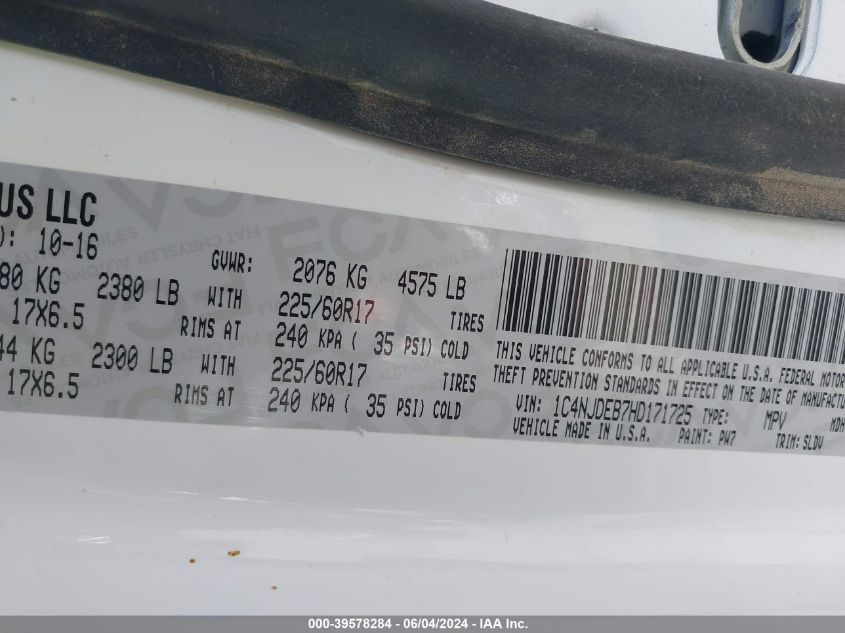 US LLC
): 10-16
GVWR: 2076 KG 4575 LB
80 KG 2380 LB WITH 225/60R17 TIRES
17X6.5 RIMS AT 240 KPA ( 35 PSI) COLD
44 KG 2300 LB WITH 225/60R17 TIRES
17X6.5 RIMS AT 240 KPA ( 35 PSI) COLD
THIS VEHICLE CONFORMS TO ALL APPLICABLE U.S.A. FEDERAL MOTOR
THEFT PREVENTION STANDARDS IN EFFECT ON THE DATE OF MANUFACTU
VIN: 1C4NJDEB7HD171725 TYPE: MPV MDH
VEHICLE MADE IN U.S.A. PAINT: PW7 TRIM: SLDV
000-39578284 - 06/04/2024 - IAA Inc.